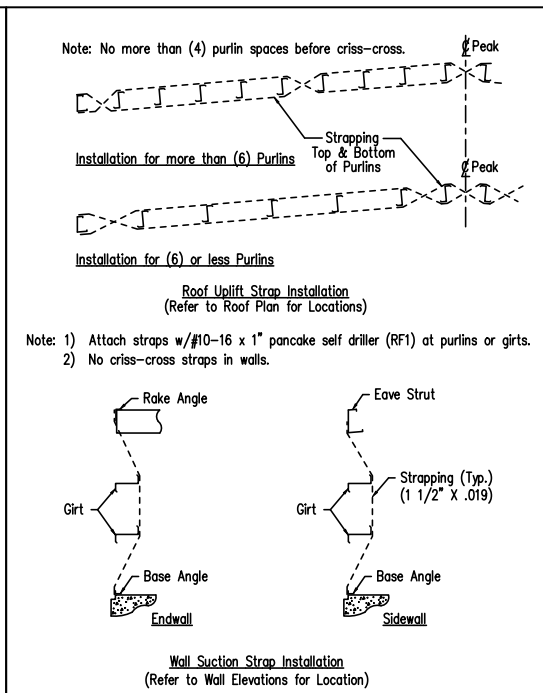 Note: No more than (4) purlin spaces before criss-cross.
℄ Peak
Strapping
Top & Bottom
of Purlins
Installation for more than (6) Purlins
℄ Peak
Installation for (6) or less Purlins
Roof Uplift Strap Installation
(Refer to Roof Plan for Locations)
Note: 1) Attach straps w/#10-16 x 1" pancake self driller (RF1) at purlins or girts.
2) No criss-cross straps in walls.
Rake Angle
Eave Strut
Strapping (Typ.)
(1 1/2" X .019)
Girt
Girt
Base Angle
Base Angle
Endwall
Sidewall
Wall Suction Strap Installation
(Refer to Wall Elevations for Location)